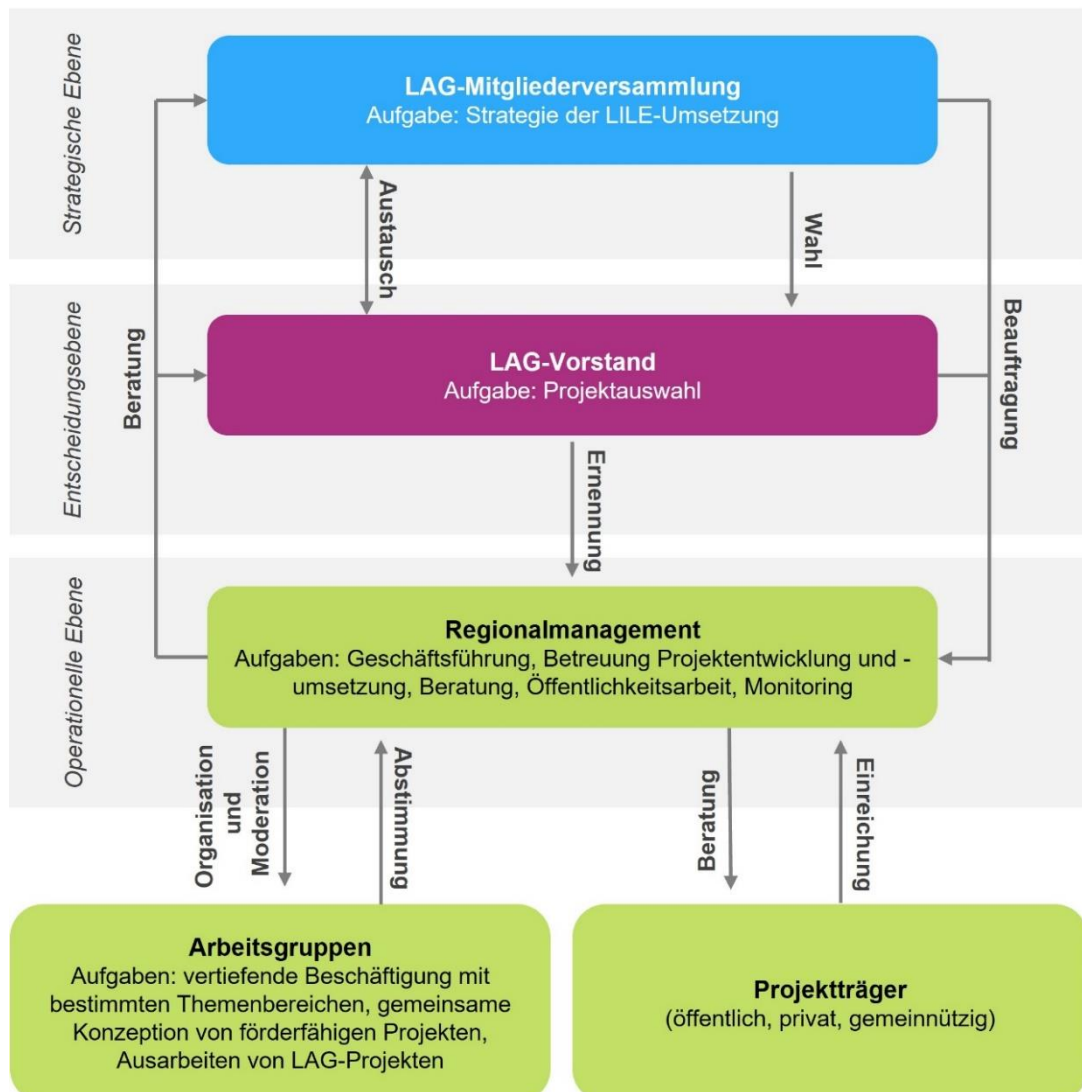 Strategische Ebene
LAG-Mitgliederversammlung
Aufgabe: Strategie der LILE-Umsetzung
Austausch
Wahl
Beratung
Beauftragung
Entscheidungsebene
LAG-Vorstand
Aufgabe: Projektauswahl
Ernennung
Operationelle Ebene
Regionalmanagement
Aufgaben: Geschäftsführung, Betreuung Projektentwicklung und -
umsetzung, Beratung, Öffentlichkeitsarbeit, Monitoring
Organisation
und
Moderation
Abstimmung
Beratung
Einreichung
Arbeitsgruppen
Aufgaben: vertiefende Beschäftigung mit
bestimmten Themenbereichen, gemeinsame
Konzeption von förderfähigen Projekten,
Ausarbeiten von LAG-Projekten
Projektträger
(öffentlich, privat, gemeinnützig)